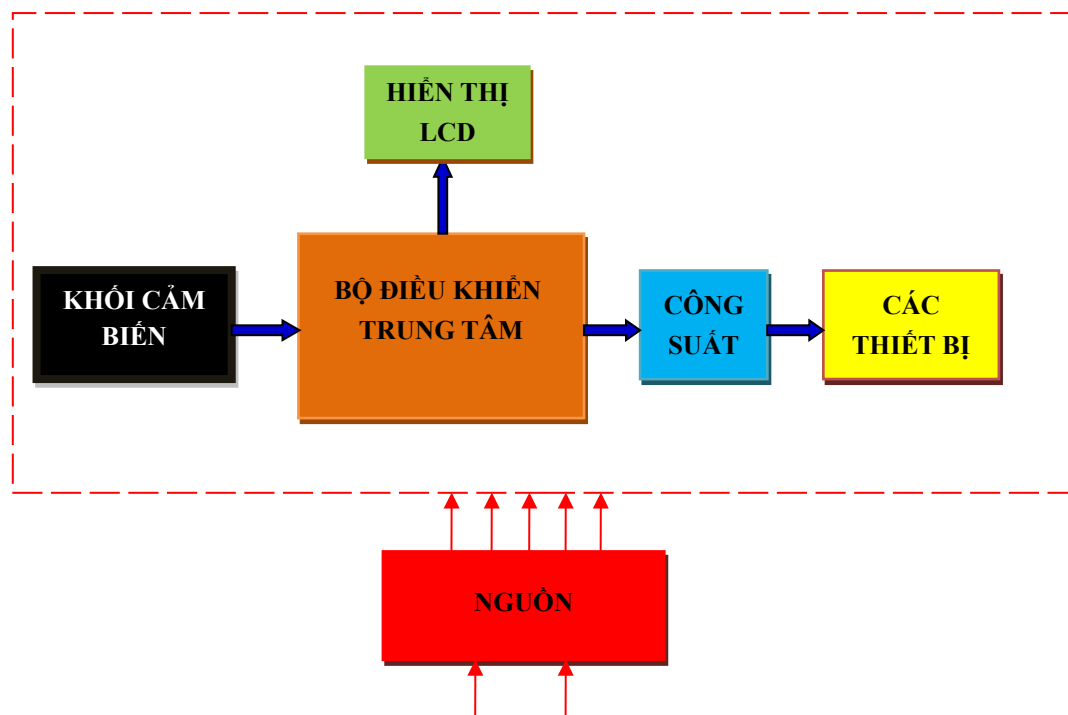 HIỂN THỊ
LCD
KHỐI CẢM
BIẾN
BỘ ĐIỀU KHIỂN
TRUNG TÂM
CÔNG
SUẤT
CÁC
THIẾT BỊ
NGUỒN